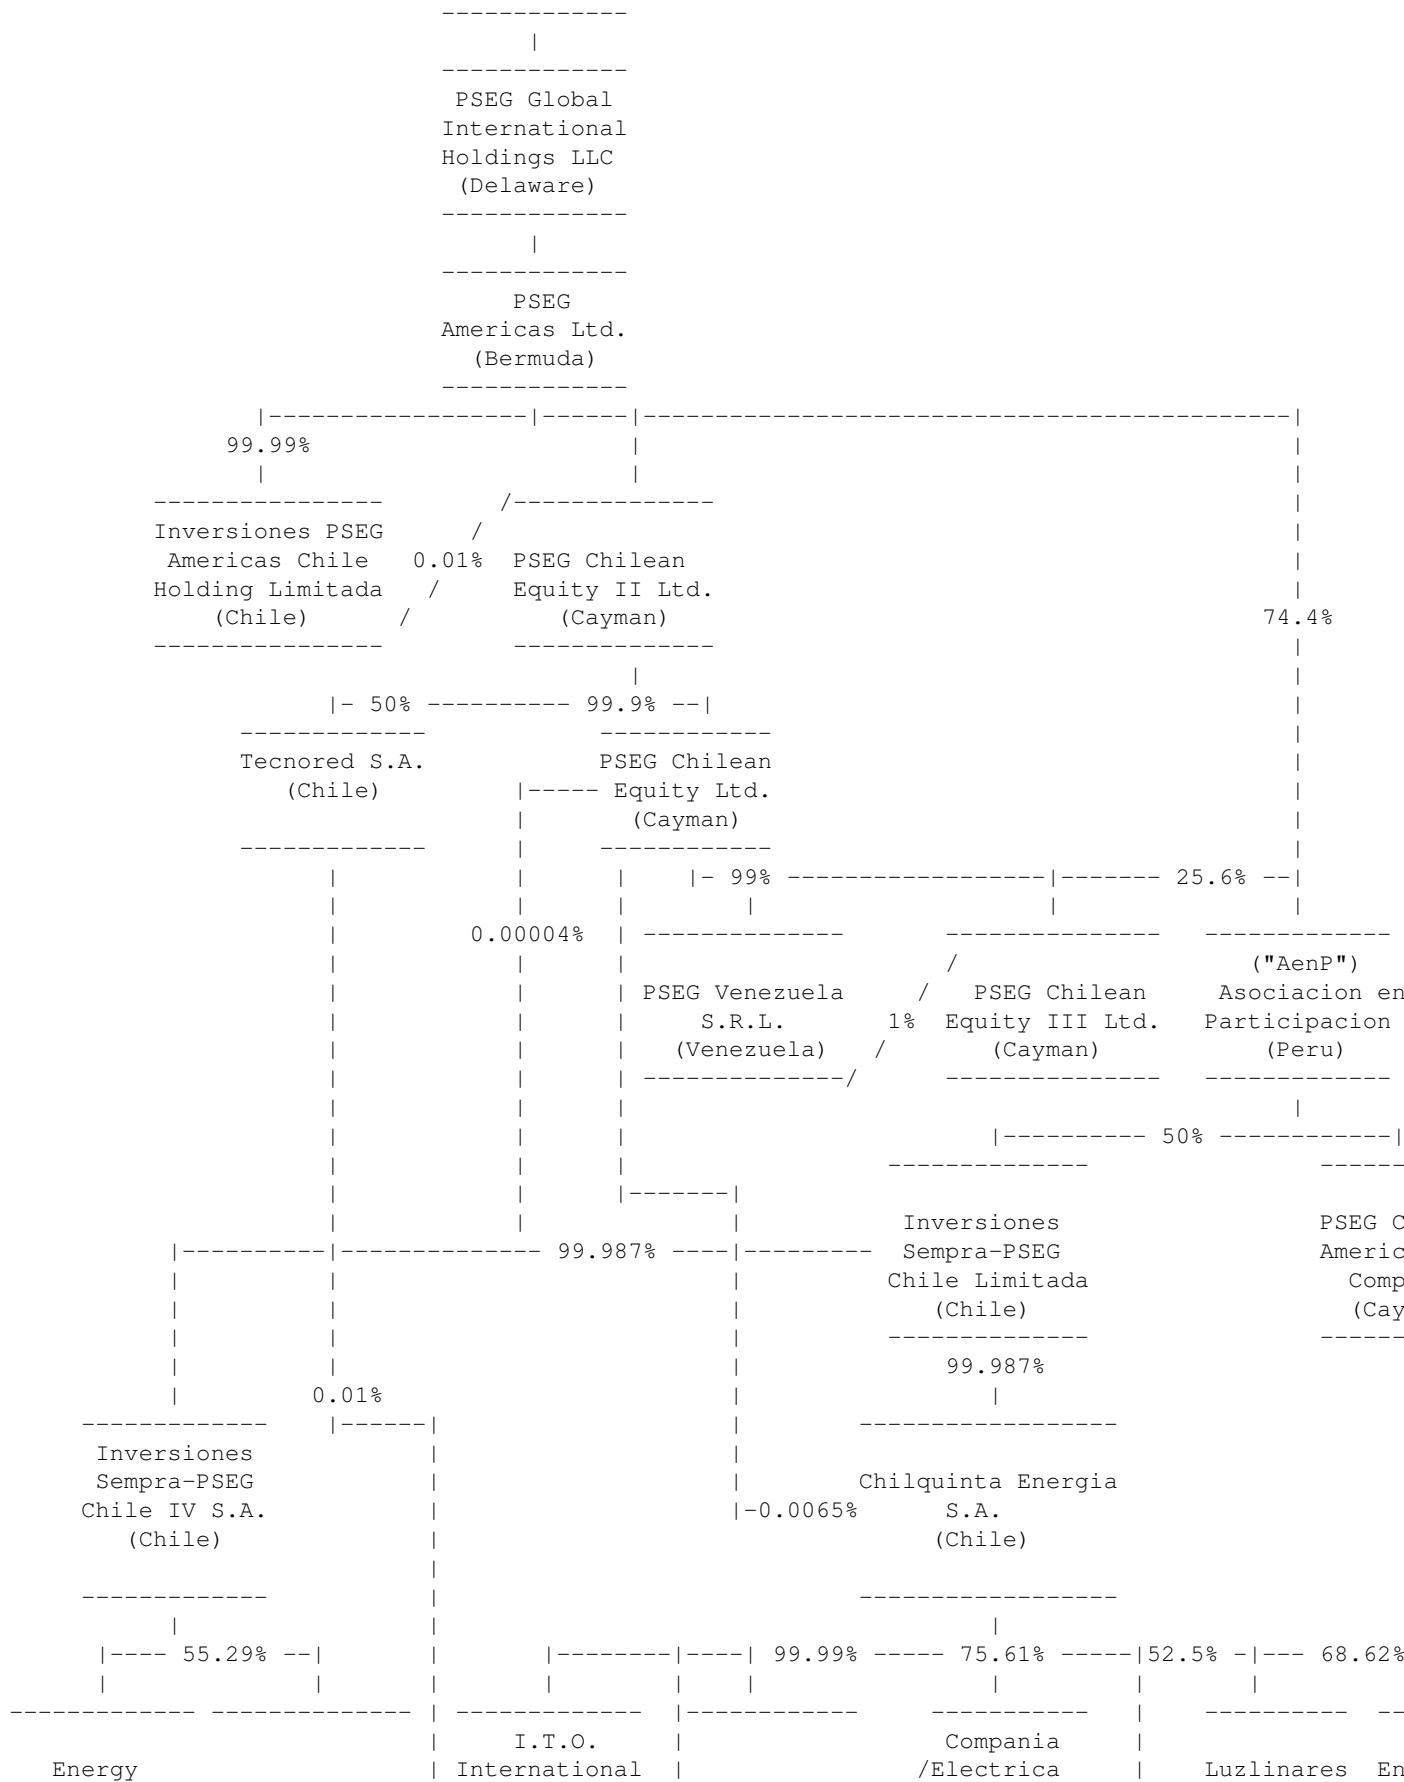 -------------
|
-------------
PSEG Global
International
Holdings LLC
(Delaware)
-------------
|
-------------
PSEG
Americas Ltd.
(Bermuda)
-------------
|------------------|------|---------------------------------------------|
99.99% | |
| | |
---------------- /-------------- |
Inversiones PSEG / |
Americas Chile 0.01% PSEG Chilean |
Holding Limitada / Equity II Ltd. |
(Chile) / (Cayman) 74.4%
---------------- -------------- |
| |
|- 50% ---------- 99.9% --| |
------------- ------------ |
Tecnored S.A. PSEG Chilean |
(Chile) |----- Equity Ltd. |
| (Cayman) |
------------- | ------------ |
| | | |- 99% ------------------|------- 25.6% --|
| | | | | |
| 0.00004% | -------------- --------------- -------------
| | | / ("AenP")
| | | PSEG Venezuela / PSEG Chilean Asociacion en
| | | S.R.L. 1% Equity III Ltd. Participacion
| | | (Venezuela) / (Cayman) (Peru)
| | | --------------/ --------------- -------------
| | | |
| | | |---------- 50% ------------|
| | | -------------- ------
| | |-------|
| | | Inversiones PSEG C
|----------|-------------- 99.987% ----|--------- Sempra-PSEG Americ
| | | Chile Limitada Comp
| | | (Chile) (Cay
| | | -------------- ------
| | | 99.987%
| 0.01% | |
------------- |------| | ------------------
Inversiones | |
Sempra-PSEG | | Chilquinta Energia
Chile IV S.A. | |-0.0065% S.A.
(Chile) | (Chile)
|
------------- | ------------------
| | |
|---- 55.29% --| | |--------|----| 99.99% ----- 75.61% -----|52.5% -|--- 68.62%
| | | | | | | | |
------------- -------------- | ------------- |------------ ----------- | ---------- --
| I.T.O. | Compania |
Energy | International | /Electrica | Luzlinares En